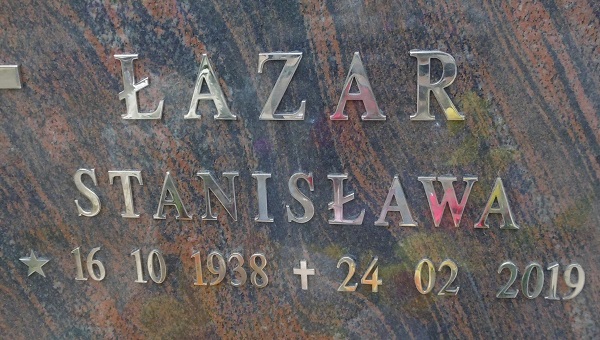 ŁAZAR
STANISŁAWA
★ 16 10 1938 ✝ 24 02 2019